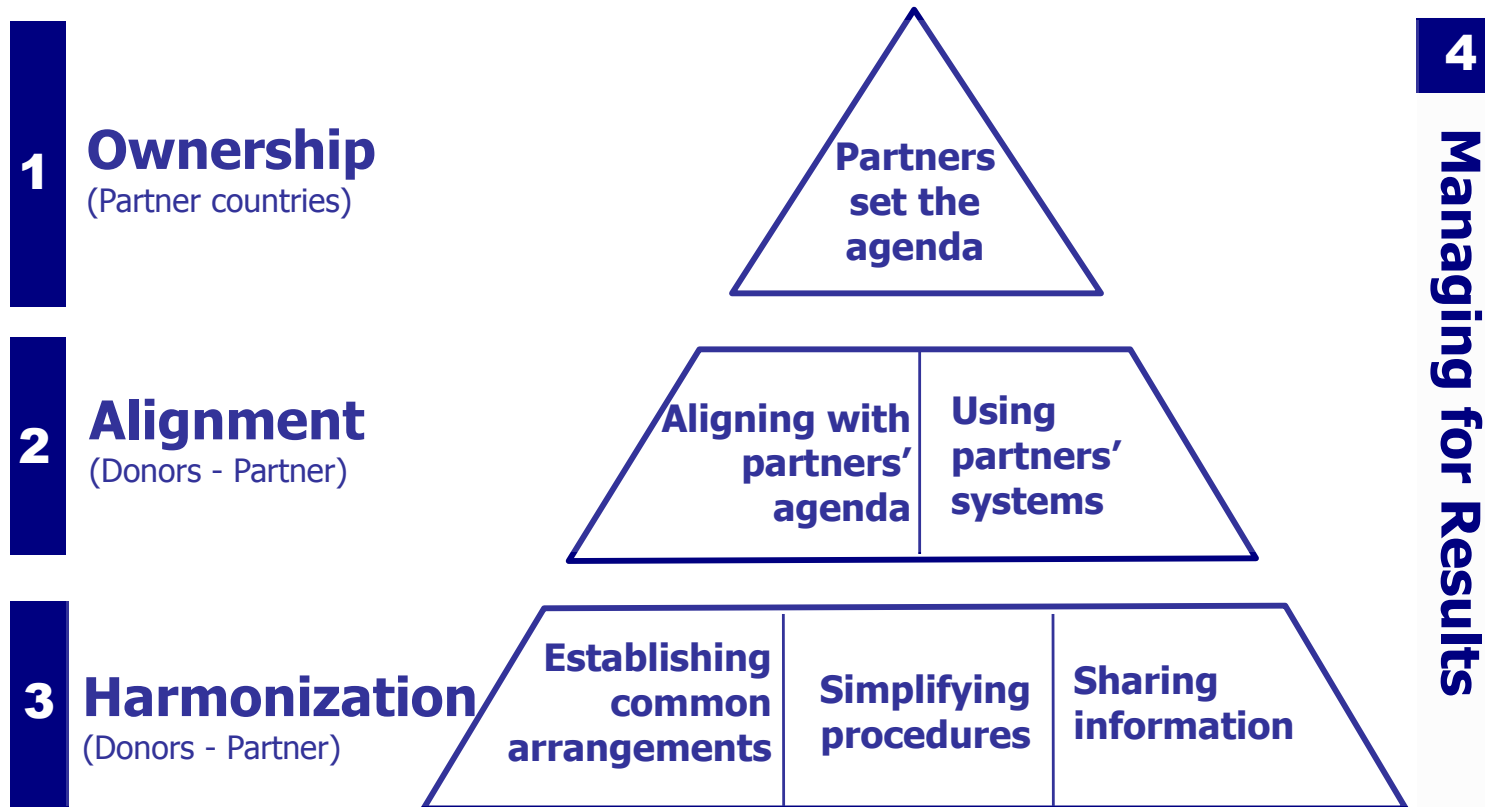 1
Ownership
(Partner countries)
Partners
set the
agenda
2
Alignment
(Donors - Partner)
Aligning with
partners’
agenda
Using
partners’
systems
3
Harmonization
(Donors - Partner)
Establishing
common
arrangements
Simplifying
procedures
Sharing
information
4
Managing for Results